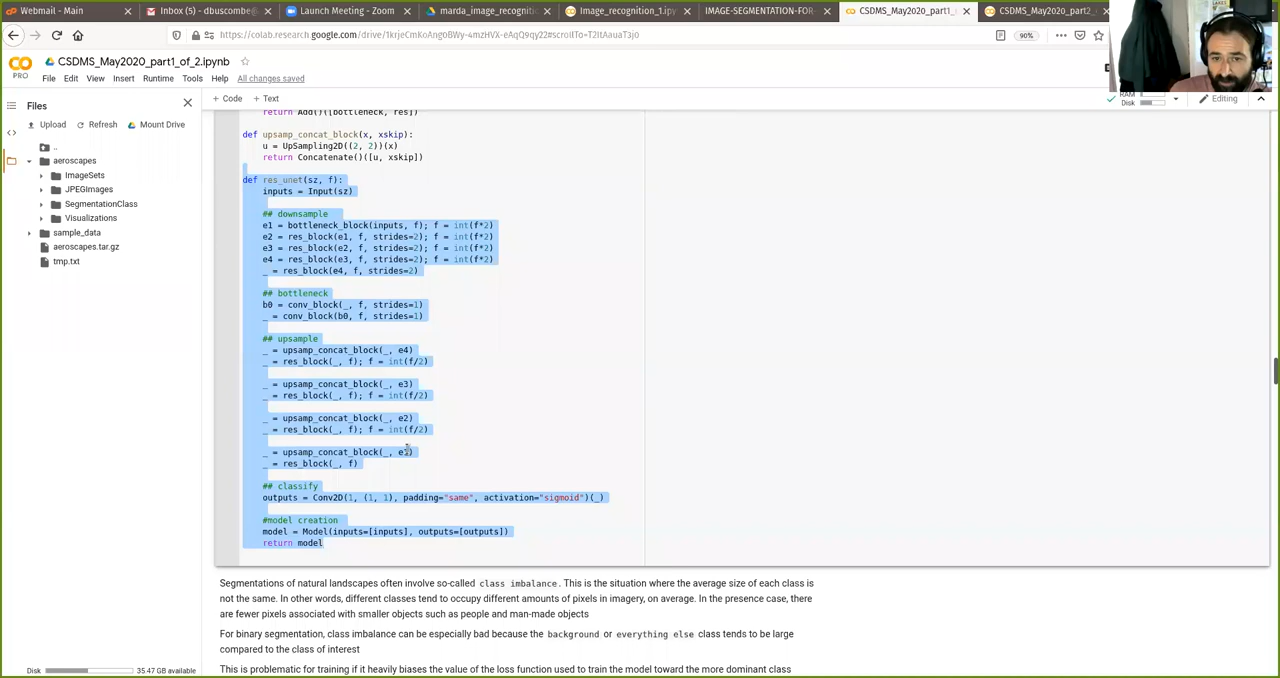 Webmail - Main
Inbox (5) - dbuscombe@
Launch Meeting - Zoom
marda_image_recognitic
Image_recognition_1.ipy
IMAGE-SEGMENTATION-FOR
CSDMS_May2020_part1_
CSDMS_May2020_part2_
https://colab.research.google.com/drive/1krjeCmKoAng0BWy-4mzHVX-eAqQ9qy22#scrollTo=T2ItAauaT3j0
90%
PRO
CSDMS_May2020_part1_of_2.ipynb
File Edit View Insert Runtime Tools Help All changes saved
RAM
Disk
Editing
Files
+ Code + Text
Upload Refresh Mount Drive
..
aeroscapes
ImageSets
JPEGImages
SegmentationClass
Visualizations
sample_data
aeroscapes.tar.gz
tmp.txt
return Add()([bottleneck, res])
def upsamp_concat_block(x, xskip):
u = UpSampling2D((2, 2))(x)
return Concatenate()([u, xskip])
def res_unet(sz, f):
inputs = Input(sz)
## downsample
e1 = bottleneck_block(inputs, f); f = int(f*2)
e2 = res_block(e1, f, strides=2); f = int(f*2)
e3 = res_block(e2, f, strides=2); f = int(f*2)
e4 = res_block(e3, f, strides=2); f = int(f*2)
_ = res_block(e4, f, strides=2)
## bottleneck
b0 = conv_block(_, f, strides=1)
_ = conv_block(b0, f, strides=1)
## upsample
_ = upsamp_concat_block(_, e4)
_ = res_block(_, f); f = int(f/2)
_ = upsamp_concat_block(_, e3)
_ = res_block(_, f); f = int(f/2)
_ = upsamp_concat_block(_, e2)
_ = res_block(_, f); f = int(f/2)
_ = upsamp_concat_block(_, e1)
_ = res_block(_, f)
## classify
outputs = Conv2D(1, (1, 1), padding="same", activation="sigmoid")(_)
#model creation
model = Model(inputs=[inputs], outputs=[outputs])
return model
Segmentations of natural landscapes often involve so-called class imbalance. This is the situation where the average size of each class is
not the same. In other words, different classes tend to occupy different amounts of pixels in imagery, on average. In the presence case, there
are fewer pixels associated with smaller objects such as people and man-made objects
For binary segmentation, class imbalance can be especially bad because the background or everything else class tends to be large
compared to the class of interest
This is problematic for training if it heavily biases the value of the loss function used to train the model toward the more dominant class
Disk 35.47 GB available